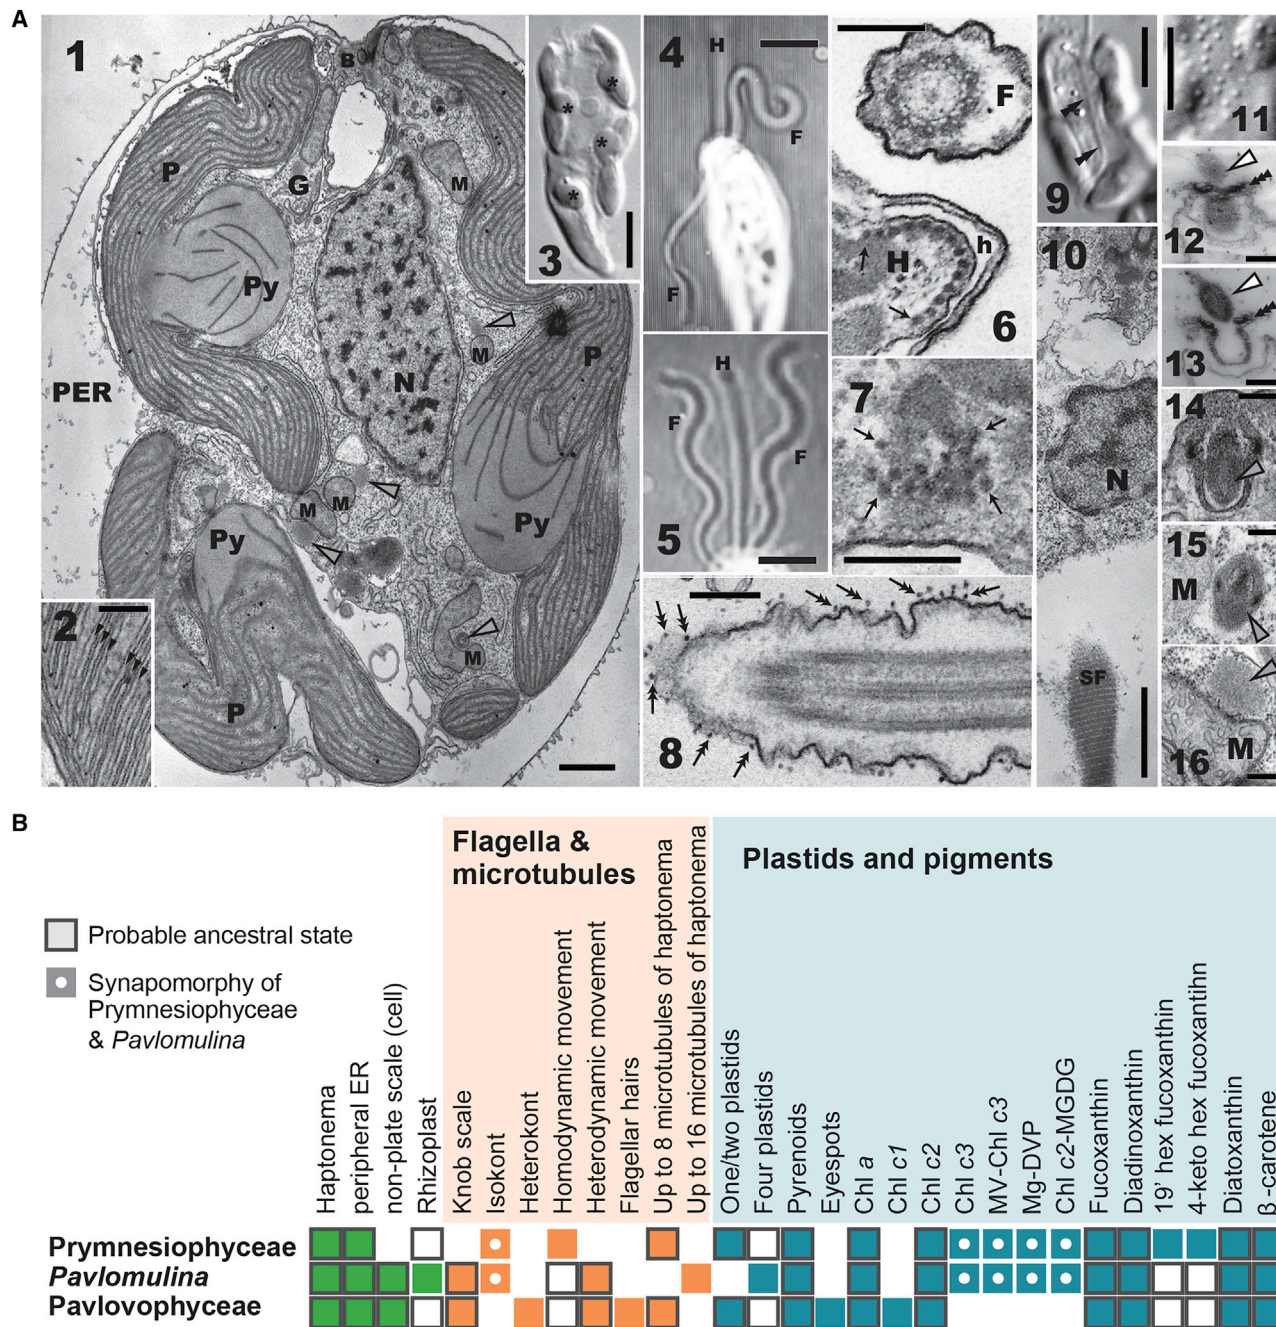 A
1
P
B
G
M
Py
N
M
P
PER
M
M
Py
Py
M
P
2
3
*
*
*
*
4
H
F
F
5
H
F
F
6
F
H
h
7
8
9
10
N
SF
11
12
13
14
15
M
16
M
B
Flagella &
microtubules
Plastids and pigments
Probable ancestral state
Synapomorphy of
Prymnesiophyceae
& Pavlomulina
Haptonema
peripheral ER
non-plate scale (cell)
Rhizoplast
Knob scale
Isokont
Heterokont
Homodynamic movement
Heterodynamic movement
Flagellar hairs
Up to 8 microtubules of haptonema
Up to 16 microtubules of haptonema
One/two plastids
Four plastids
Pyrenoids
Eyespots
Chl a
Chl c1
Chl c2
Chl c3
MV-Chl c3
Mg-DVP
Chl c2-MGDG
Fucoxanthin
Diadinoxanthin
19' hex fucoxanthin
4-keto hex fucoxantihn
Diatoxanthin
β-carotene
Prymnesiophyceae
Pavlomulina
Pavlovophyceae